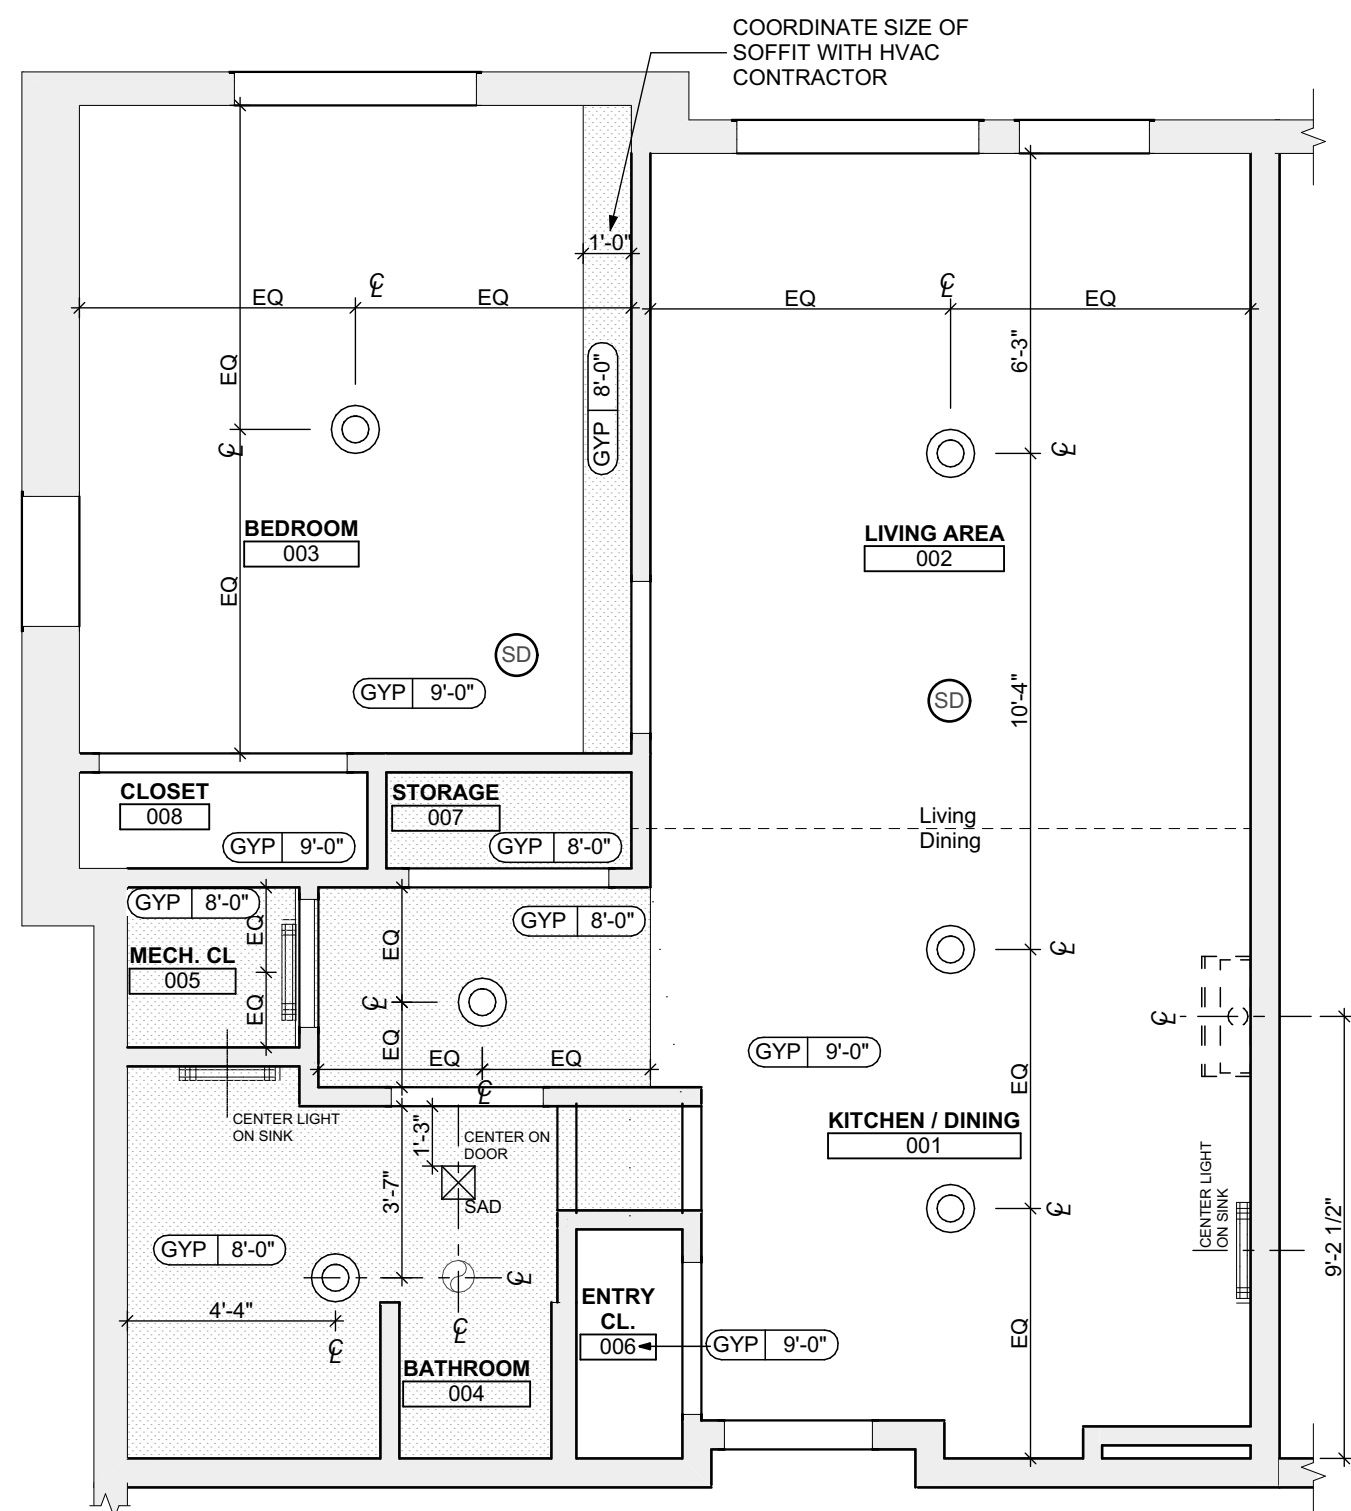 COORDINATE SIZE OF
SOFFIT WITH HVAC
CONTRACTOR
1'-0"
EQ
℄
EQ
EQ
℄
EQ
EQ
℄
EQ
6'-3"
GYP 8'-0"
℄
BEDROOM
003
LIVING AREA
002
SD
GYP 9'-0"
SD
10'-4"
CLOSET
008
GYP 9'-0"
STORAGE
007
GYP 8'-0"
Living
Dining
GYP 8'-0"
EQ
MECH. CL
005
EQ
GYP 8'-0"
EQ
℄
EQ
EQ
EQ
℄
℄
℄
GYP 9'-0"
EQ
KITCHEN / DINING
001
CENTER LIGHT
ON SINK
1'-3"
CENTER ON
DOOR
3'-7"
SAD
℄
CENTER LIGHT
ON SINK
9'-2 1/2"
GYP 8'-0"
℄
4'-4"
℄
℄
ENTRY
CL.
006
GYP 9'-0"
EQ
BATHROOM
004